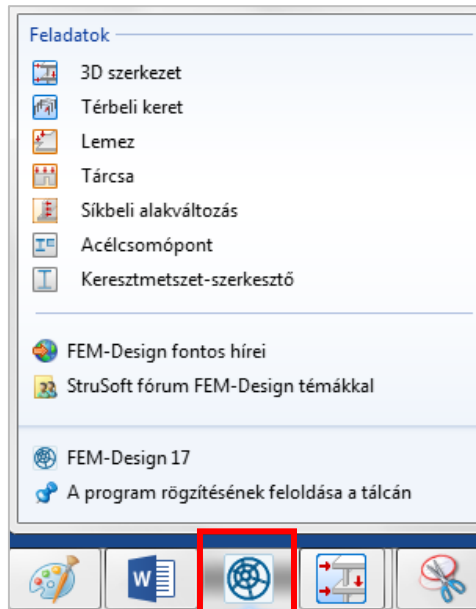 Feladatok
3D szerkezet
Térbeli keret
Lemez
Tárcsa
Síkbeli alakváltozás
Acélcsomópont
Keresztmetszet-szerkesztő
FEM-Design fontos hírei
StruSoft fórum FEM-Design témákkal
FEM-Design 17
A program rögzítésének feloldása a tálcán
W